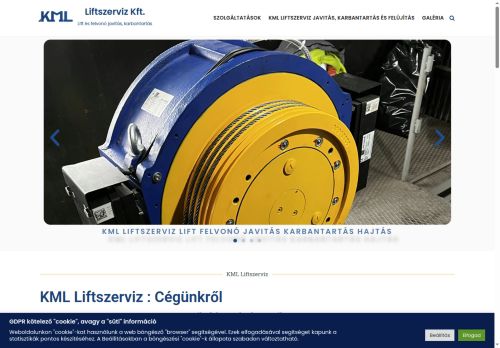 KML
Liftszerviz Kft.
Lift és felvonó javítás, karbantartás
SZOLGÁLTATÁSOK
KML LIFTSZERVIZ JAVITÁS, KARBANTARTÁS ÉS FELÚJÍTÁS
GALÉRIA
KML LIFTSZERVIZ LIFT FELVONÓ JAVITÁS KARBANTARTÁS HAJTÁS
KML Liftszerviz
KML Liftszerviz : Cégünkről
GDPR kötelező "cookie", avagy a "süti" információ
Weboldalunkon "cookie"-kat használunk a web böngésző "browser" segítségével. Ezek elfogadásával segítséget kapunk a
statisztikák pontos készítéséhez. A Beállításokban a böngészési "cookie"-k állapota szabadon változtatható.
Beállítás
Elfogad